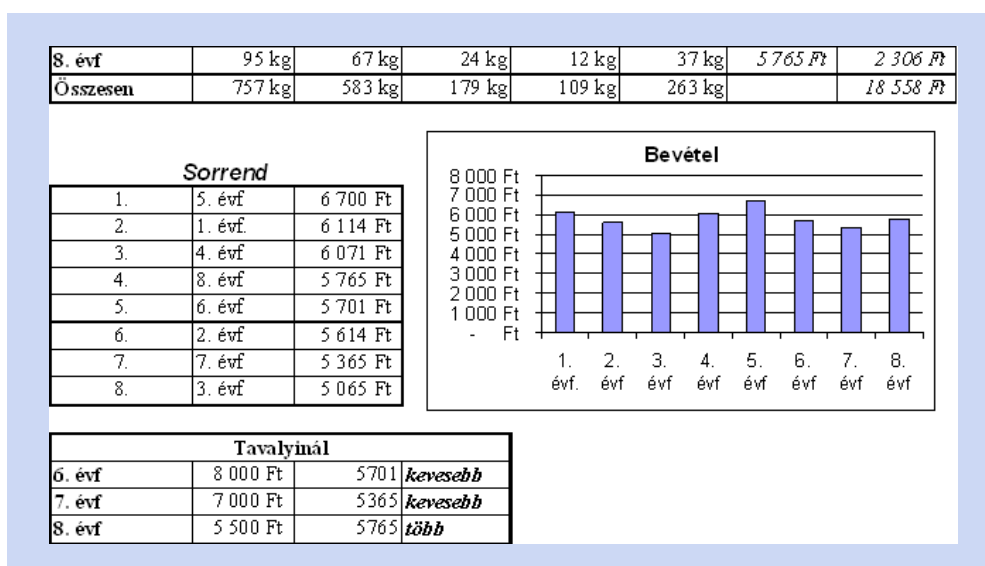 8. évf 95 kg 67 kg 24 kg 12 kg 37 kg 5 765 Ft 2 306 Ft
Összesen 757 kg 583 kg 179 kg 109 kg 263 kg 18 558 Ft
Sorrend
1. 5. évf 6 700 Ft
2. 1. évf. 6 114 Ft
3. 4. évf 6 071 Ft
4. 8. évf 5 765 Ft
5. 6. évf 5 701 Ft
6. 2. évf 5 614 Ft
7. 7. évf 5 365 Ft
8. 3. évf 5 065 Ft
Bevétel
8 000 Ft
7 000 Ft
6 000 Ft
5 000 Ft
4 000 Ft
3 000 Ft
2 000 Ft
1 000 Ft
- Ft
1. 2. 3. 4. 5. 6. 7. 8.
évf. évf évf évf évf évf évf évf
Tavalyinál
6. évf 8 000 Ft 5701 kevesebb
7. évf 7 000 Ft 5365 kevesebb
8. évf 5 500 Ft 5765 több